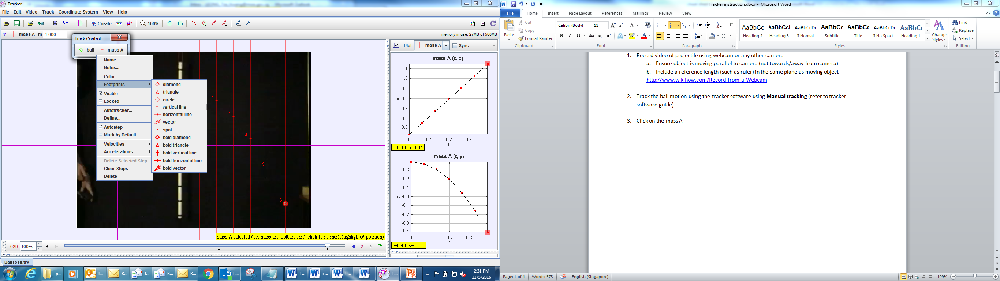 Tracker
File Edit Video Track Coordinate System View Help
Create 100%
mass A m 1.000
memory in use: 27MB of 580MB
Track Control
ball mass A
Name...
Notes...
Color...
Footprints
Visible
Locked
Autotracker...
Define...
Autostep
Mark by Default
Velocities
Accelerations
Delete Selected Step
Clear Steps
Delete
diamond
triangle
circle...
vertical line
horizontal line
vector
spot
bold diamond
bold triangle
bold vertical line
bold horizontal line
bold vector
2
3
4
5
6
mass A selected (set mass on toolbar, shift-click to re-mark highlighted position)
029 100% 2
BallToss.trk
Plot mass A Sync
mass A (t, x)
1.1
1.0
0.9
x 0.8
0.7
0.6
0.5
0 0.1 0.2 0.3
t
t=0.40 x=1.15
mass A (t, y)
0.3
0.2
0.1
y -0.0
-0.1
-0.2
-0.3
-0.4
0 0.1 0.2 0.3
t
t=0.40 y=-0.40
p... I... R... J... R... R... L... T... c... P... T...
2:31 PM
11/5/2016
Tracker instruction.docx - Microsoft Word
File Home Insert Page Layout References Mailings Review View
Paste
Cut
Copy
Format Painter
Clipboard
Calibri (Body) 11
Font
Paragraph
AaBbCc AaBbCcI AaBbCcDc AaBbCc AaBbCc AaBbCcDc AaBbC
Heading 2 Heading 3 ¶ Normal Subtitle Title ¶ No Spaci... Heading 1
Change Styles
Styles
Find
Replace
Select
Editing
1. Record video of projectile using webcam or any other camera
a. Ensure object is moving parallel to camera (not towards/away from camera)
b. Include a reference length (such as ruler) in the same plane as moving object
http://www.wikihow.com/Record-from-a-Webcam
2. Track the ball motion using the tracker software using Manual tracking (refer to tracker
software guide).
3. Click on the mass A
Page: 1 of 4 Words: 573 English (Singapore) 109%